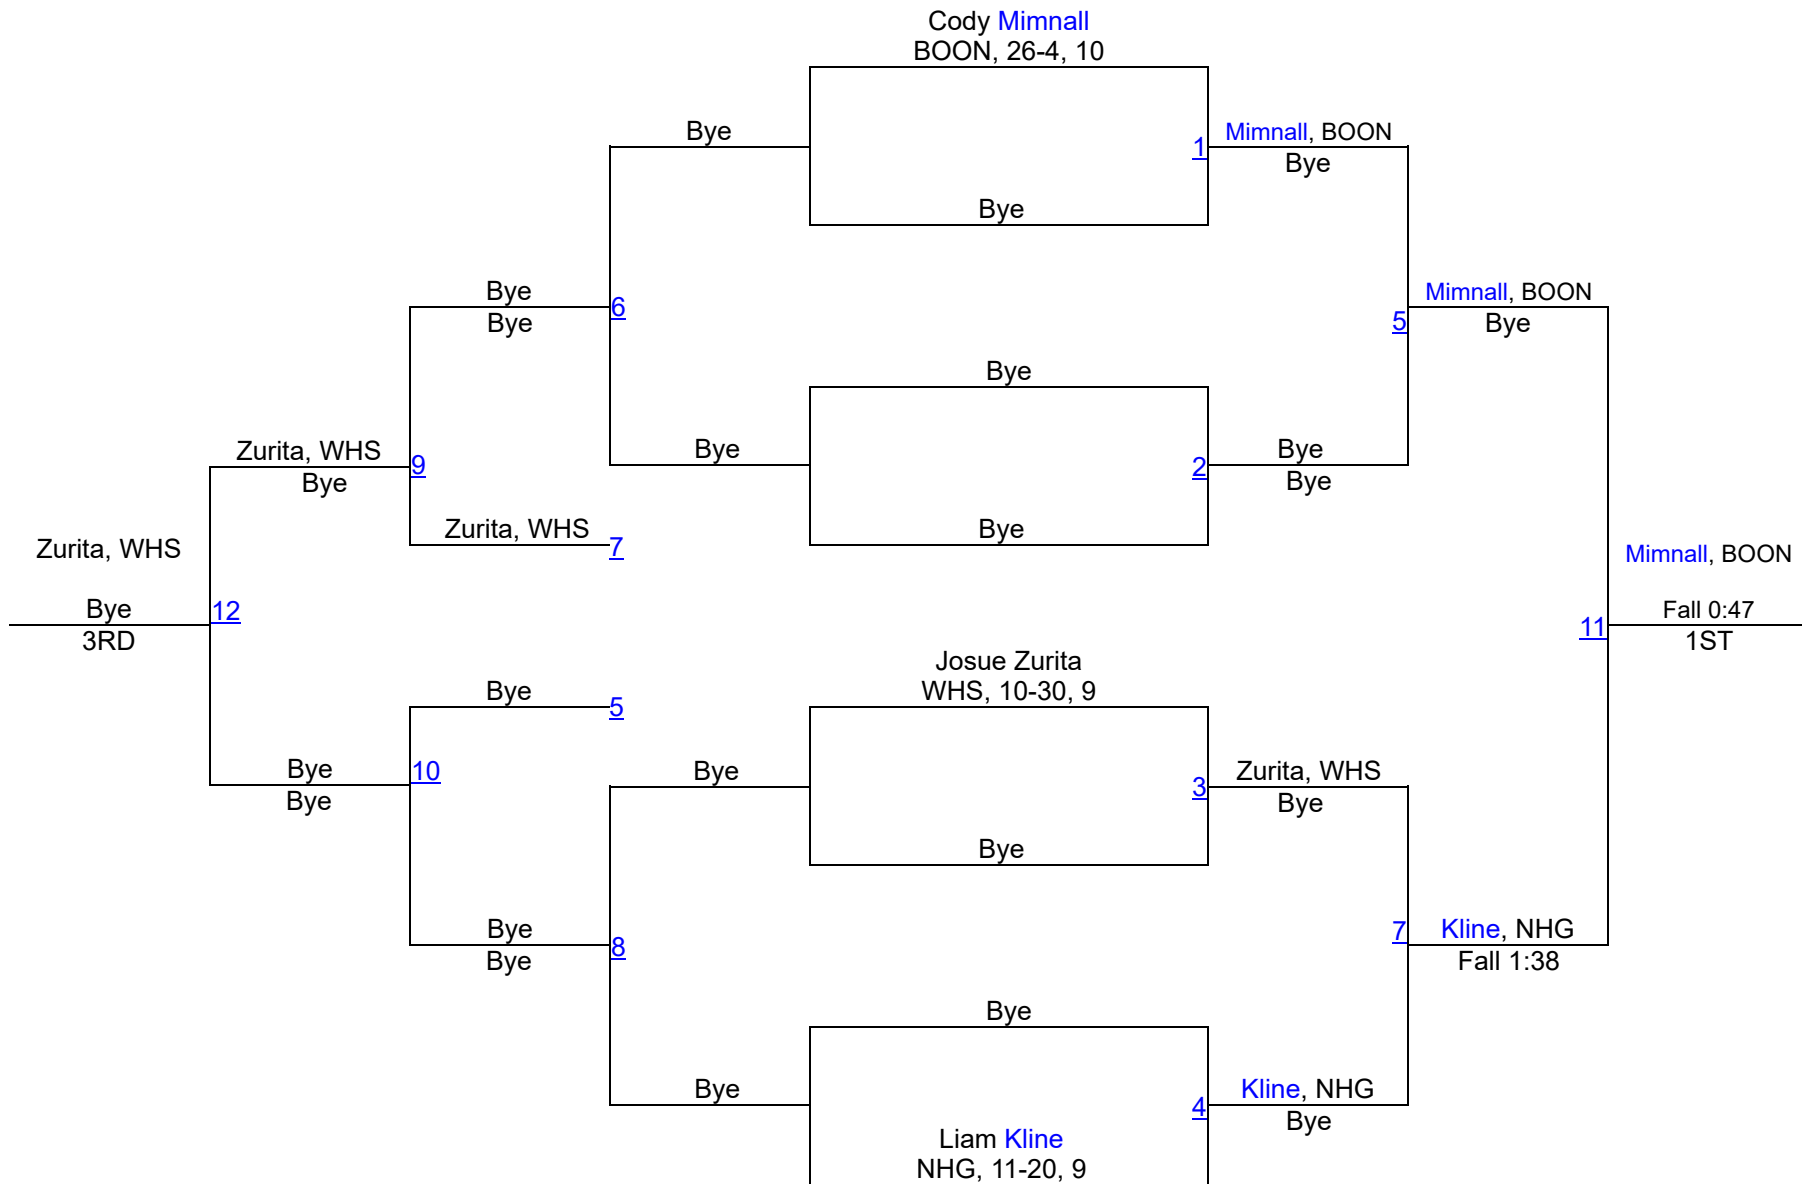 Cody Mimnall
BOON, 26-4, 10
Bye
1
Mimnall, BOON
Bye
Bye
Bye
Bye
6
Mimnall, BOON
Bye
5
Bye
Zurita, WHS
Bye
9
Bye
2
Bye
Bye
Zurita, WHS
7
Bye
Zurita, WHS
Mimnall, BOON
Bye
3RD
12
Fall 0:47
1ST
11
Josue Zurita
WHS, 10-30, 9
Bye
5
Bye
Bye
10
Bye
3
Zurita, WHS
Bye
Bye
Bye
Bye
8
7
Kline, NHG
Fall 1:38
Bye
Bye
4
Kline, NHG
Bye
Liam Kline
NHG, 11-20, 9